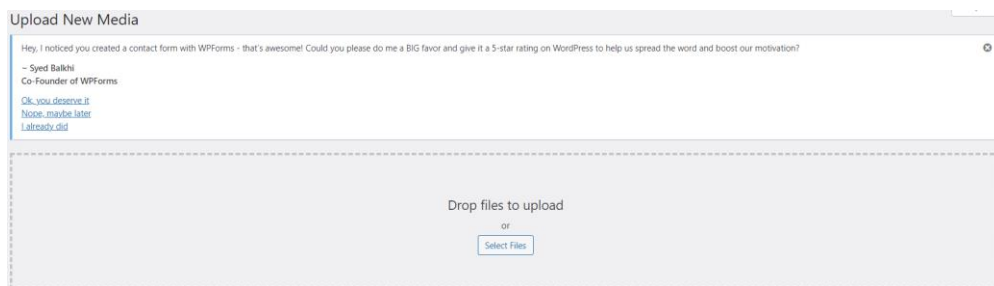 Upload New Media
Hey, I noticed you created a contact form with WPForms - that's awesome! Could you please do me a BIG favor and give it a 5-star rating on WordPress to help us spread the word and boost our motivation?
~ Syed Balkhi
Co-Founder of WPForms
Ok, you deserve it
Nope, maybe later
I already did
Drop files to upload
or
Select Files